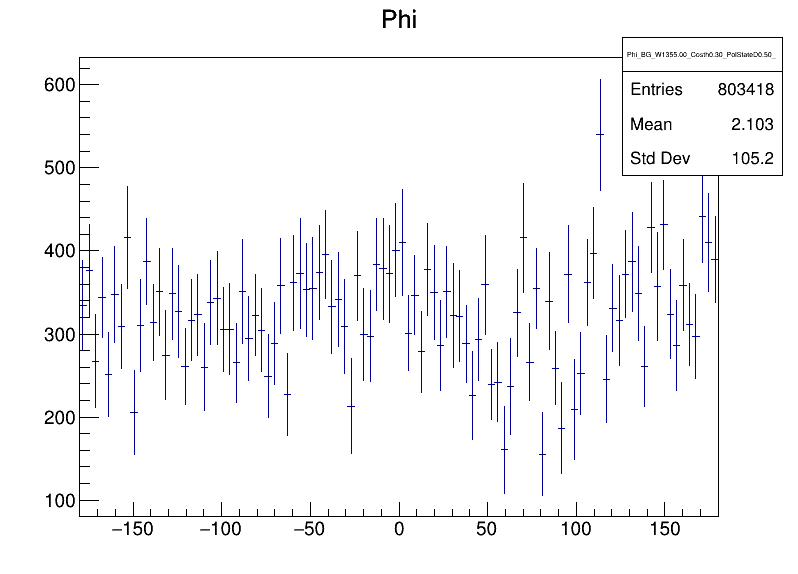 Phi
Phi_BG_W1355.00_Costh0.30_PolStateD0.50_
Entries 803418
Mean 2.103
Std Dev 105.2
600
500
400
300
200
100
−150 −100 −50 0 50 100 150